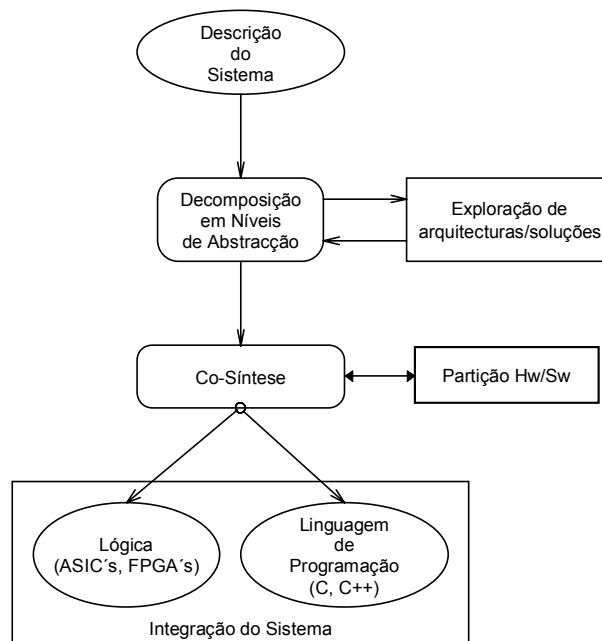 Descrição
do
Sistema
Decomposição
em Níveis
de Abstracção
Exploração de
arquitecturas/soluções
Co-Síntese
Partição Hw/Sw
Lógica
(ASIC´s, FPGA´s)
Linguagem
de
Programação
(C, C++)
Integração do Sistema